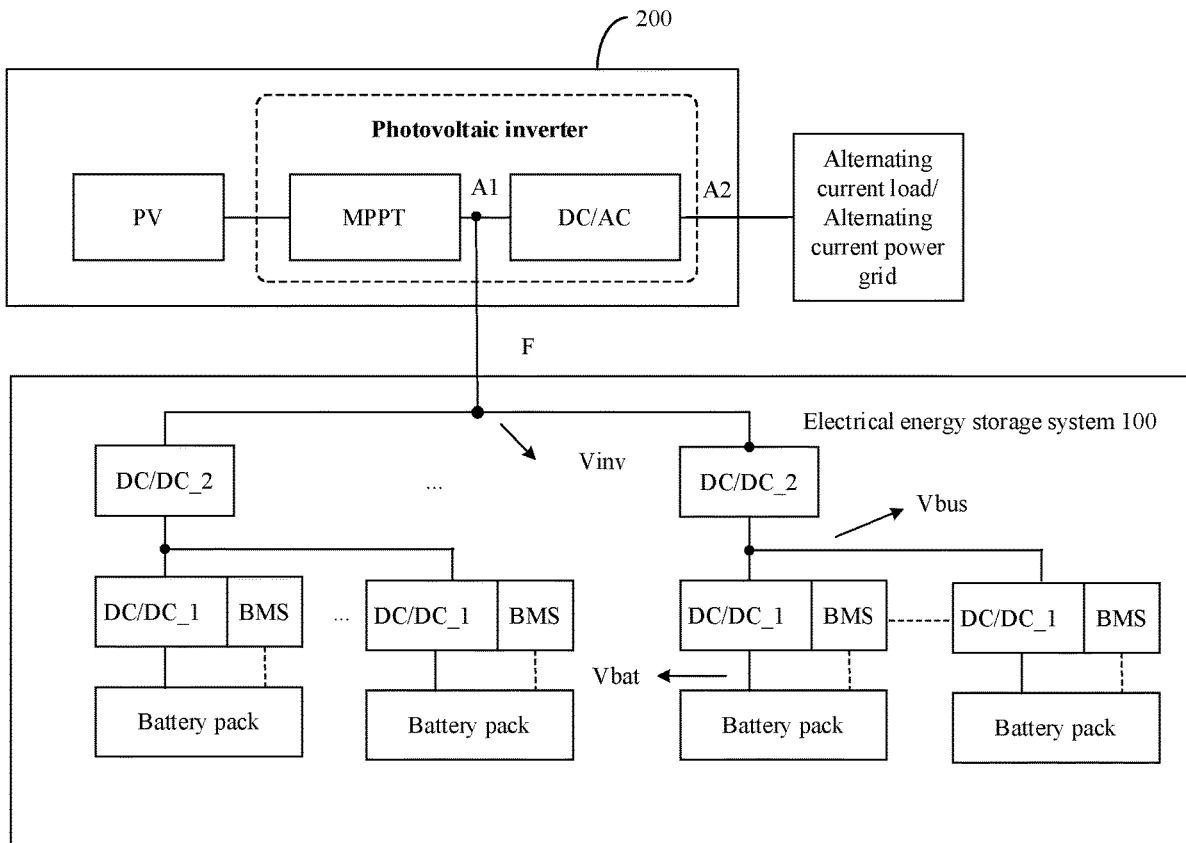 200
Photovoltaic inverter
PV
MPPT
A1
DC/AC
A2
Alternating
current load/
Alternating
current power
grid
F
Electrical energy storage system 100
Vinv
DC/DC_2
...
DC/DC_2
Vbus
DC/DC_1
BMS
...
DC/DC_1
BMS
DC/DC_1
BMS
DC/DC_1
BMS
Vbat
Battery pack
Battery pack
Battery pack
Battery pack